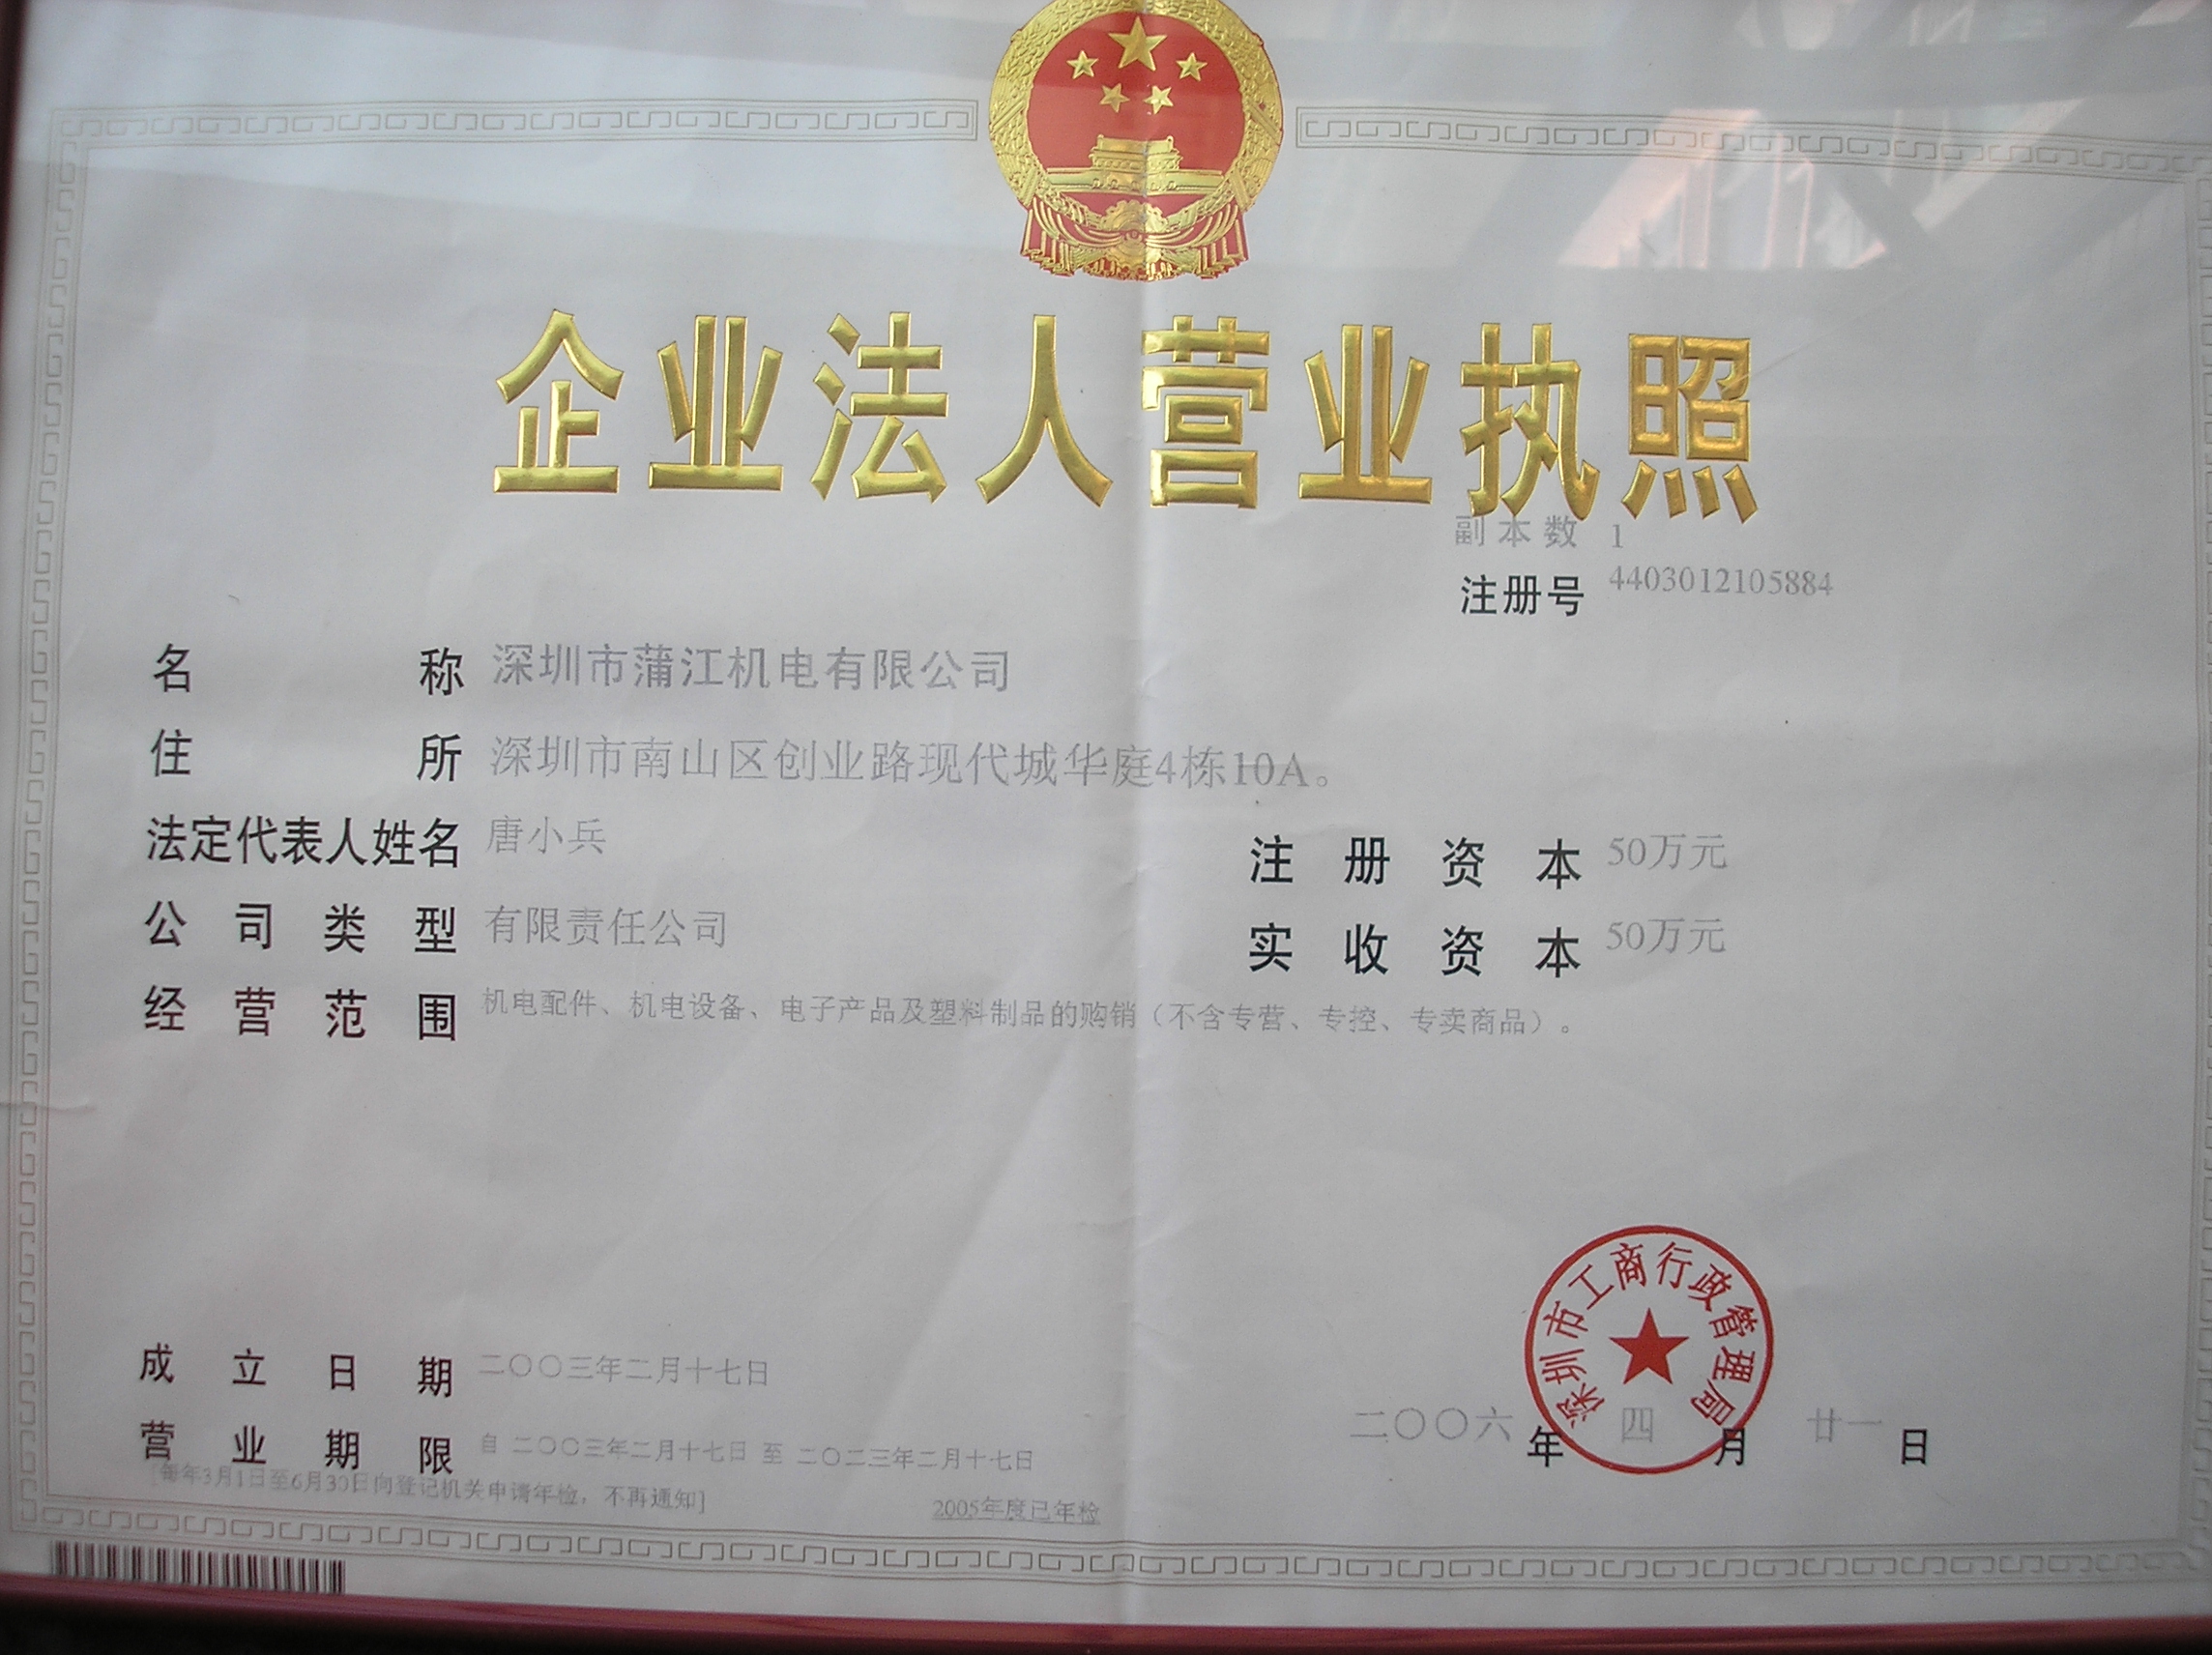 企业法人营业执照
副本数 1
注册号 4403012105884
名称 深圳市蒲江机电有限公司
住所 深圳市南山区创业路现代城华庭4栋10A。
法定代表人姓名 唐小兵
注册资本 50万元
公司类型 有限责任公司
实收资本 50万元
经营范围 机电配件、机电设备、电子产品及塑料制品的购销（不含专营、专控、专卖商品）。
深圳市工商行政管理局
成立日期 二〇〇三年二月十七日
二〇〇六年四月廿一日
营业期限 自 二〇〇三年二月十七日 至 二〇二三年二月十七日
[每年3月1日至6月30日向登记机关申请年检，不再通知]
2005年度已年检